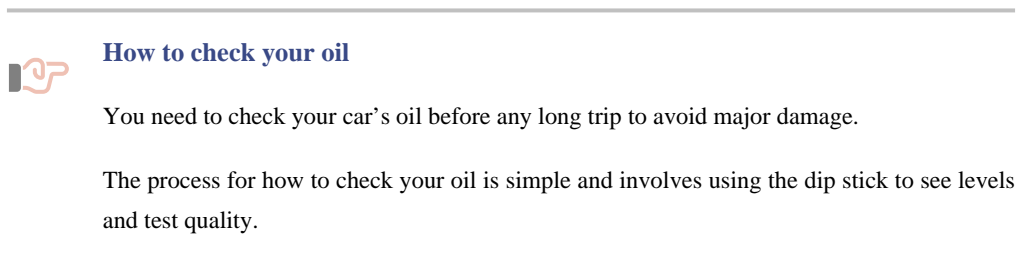 How to check your oil
You need to check your car’s oil before any long trip to avoid major damage.
The process for how to check your oil is simple and involves using the dip stick to see levels
and test quality.